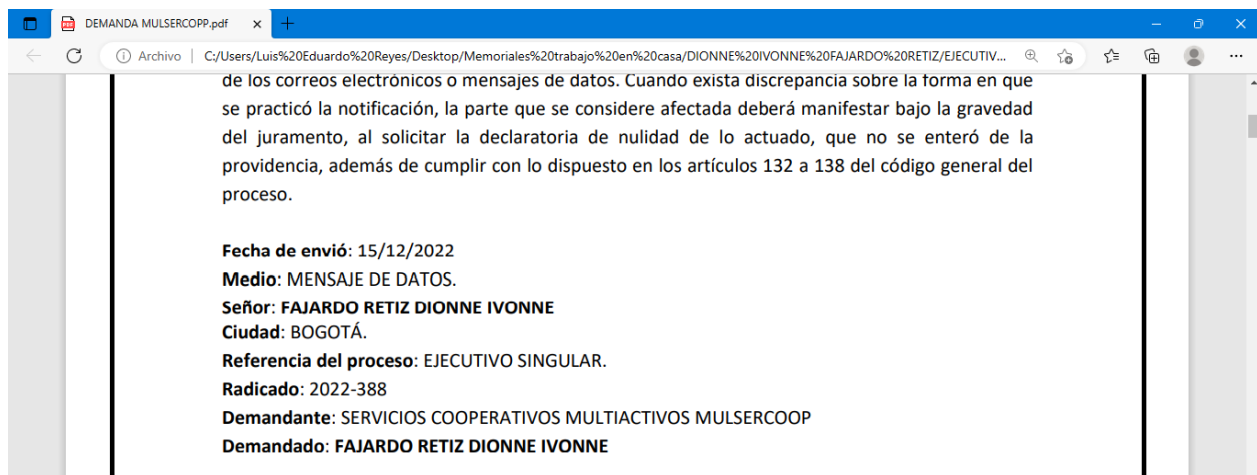 DEMANDA MULSERCOPP.pdf
Archivo | C:/Users/Luis%20Eduardo%20Reyes/Desktop/Memoriales%20trabajo%20en%20casa/DIONNE%20IVONNE%20FAJARDO%20RETIZ/EJECUTIV...
de los correos electrónicos o mensajes de datos. Cuando exista discrepancia sobre la forma en que
se practicó la notificación, la parte que se considere afectada deberá manifestar bajo la gravedad
del juramento, al solicitar la declaratoria de nulidad de lo actuado, que no se enteró de la
providencia, además de cumplir con lo dispuesto en los artículos 132 a 138 del código general del
proceso.
Fecha de envió: 15/12/2022
Medio: MENSAJE DE DATOS.
Señor: FAJARDO RETIZ DIONNE IVONNE
Ciudad: BOGOTÁ.
Referencia del proceso: EJECUTIVO SINGULAR.
Radicado: 2022-388
Demandante: SERVICIOS COOPERATIVOS MULTIACTIVOS MULSERCOOP
Demandado: FAJARDO RETIZ DIONNE IVONNE